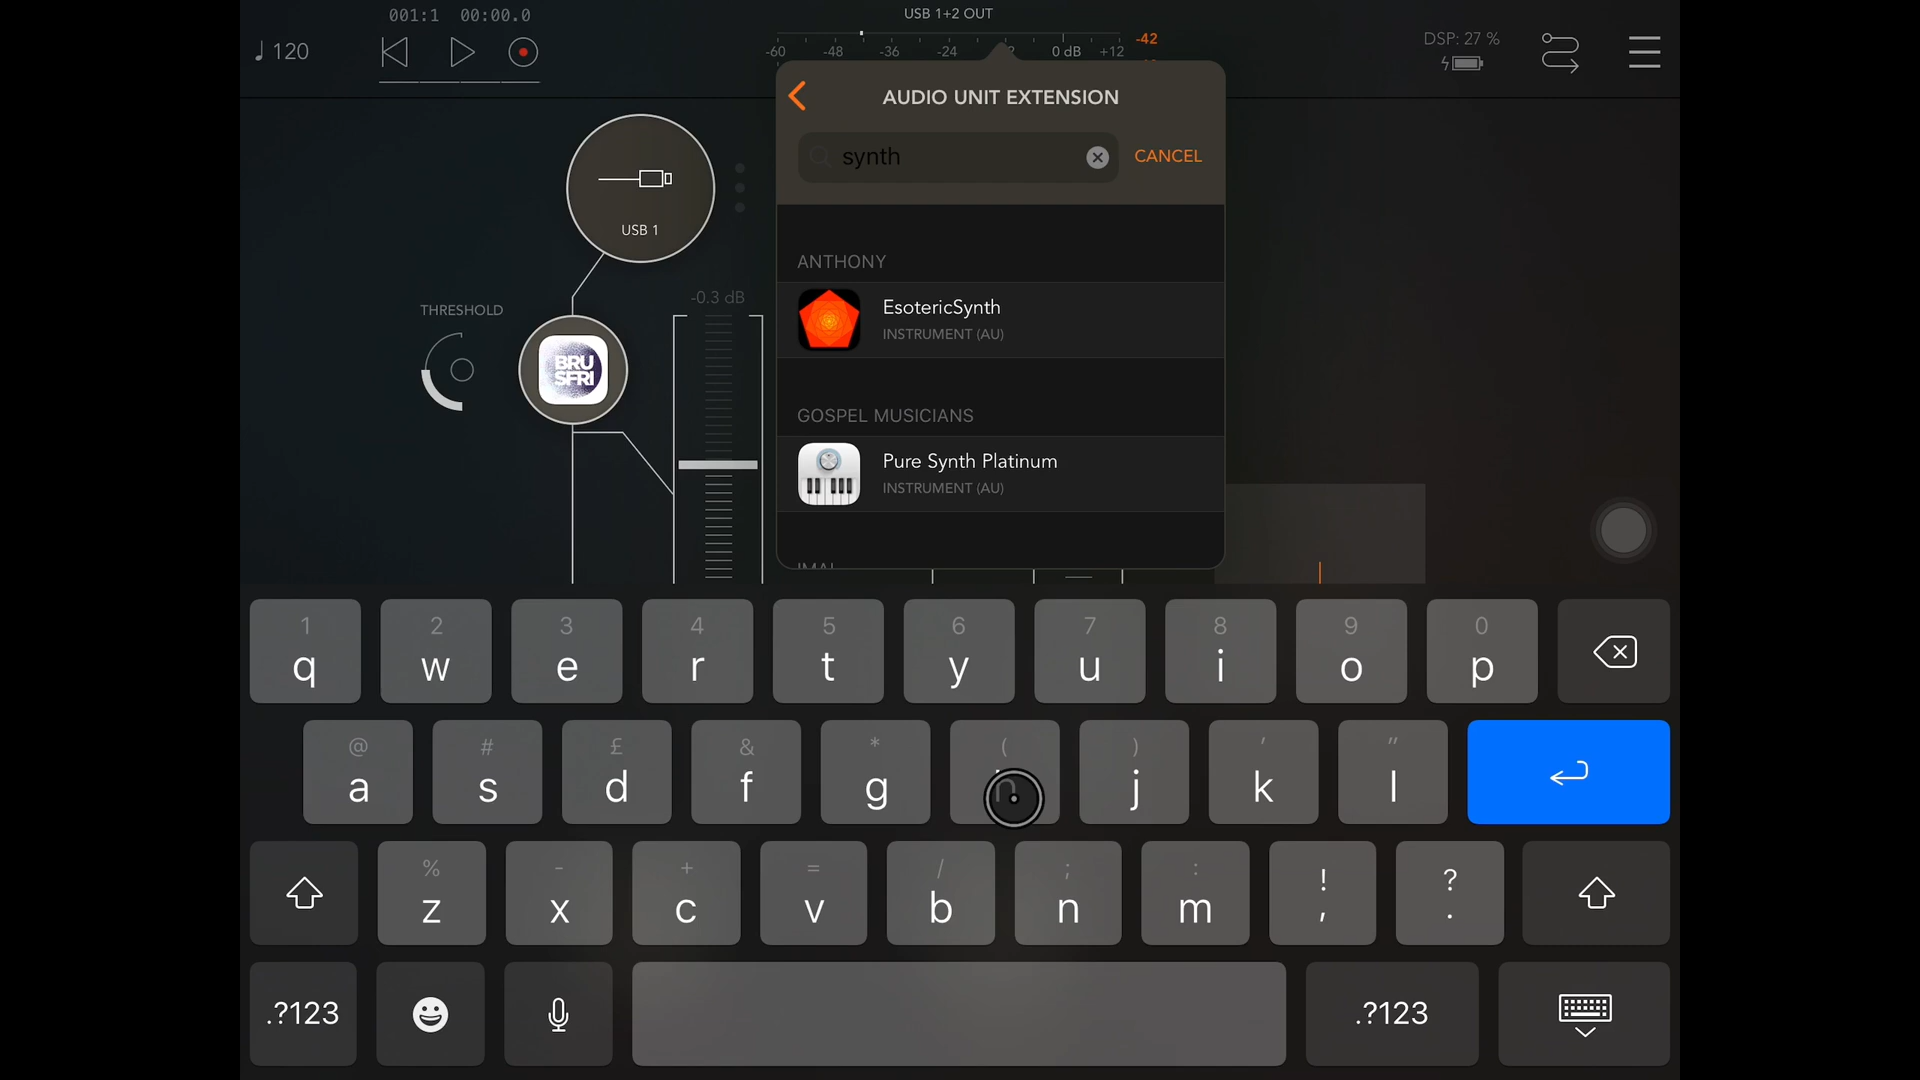 001:1 00:00.0
120
USB 1+2 OUT
-60 -48 -36 -24 0 dB +12
-42
DSP: 27 %
AUDIO UNIT EXTENSION
synth
CANCEL
ANTHONY
EsotericSynth
INSTRUMENT (AU)
GOSPEL MUSICIANS
Pure Synth Platinum
INSTRUMENT (AU)
USB 1
THRESHOLD
-0.3 dB
BRU
SFRI
1 2 3 4 5 6 7 8 9 0
q w e r t y u i o p
@ # £ & * ( ) ' "
a s d f g h j k l
% - + = / ; : ! ?
z x c v b n m , .
.?123 .?123